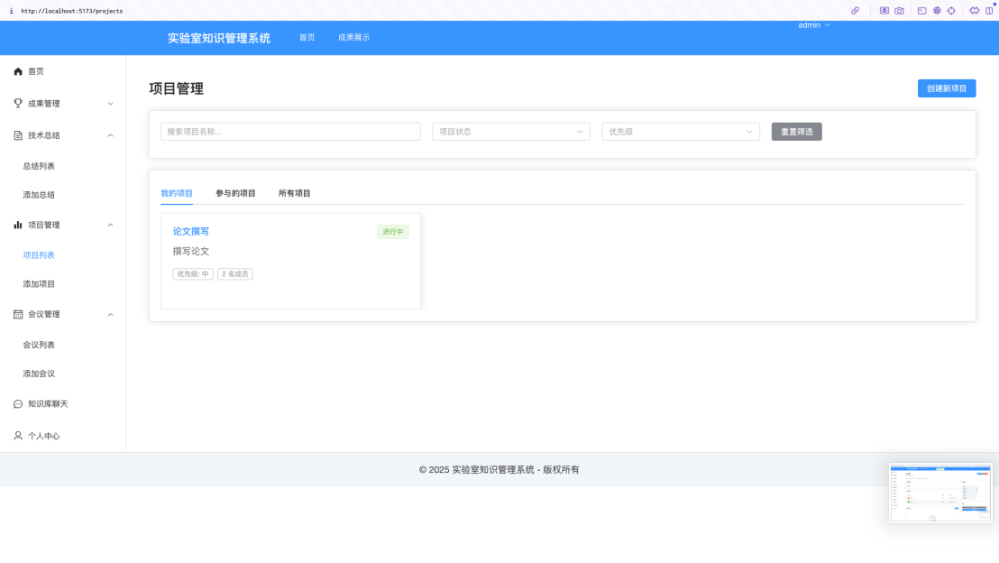 http://localhost:5173/projects
实验室知识管理系统
首页
成果展示
admin
首页
成果管理
技术总结
总结列表
添加总结
项目管理
项目列表
添加项目
会议管理
会议列表
添加会议
知识库聊天
个人中心
项目管理
创建新项目
搜索项目名称...
项目状态
优先级
重置筛选
我的项目
参与的项目
所有项目
论文撰写
进行中
撰写论文
优先级: 中
2 名成员
© 2025 实验室知识管理系统 - 版权所有